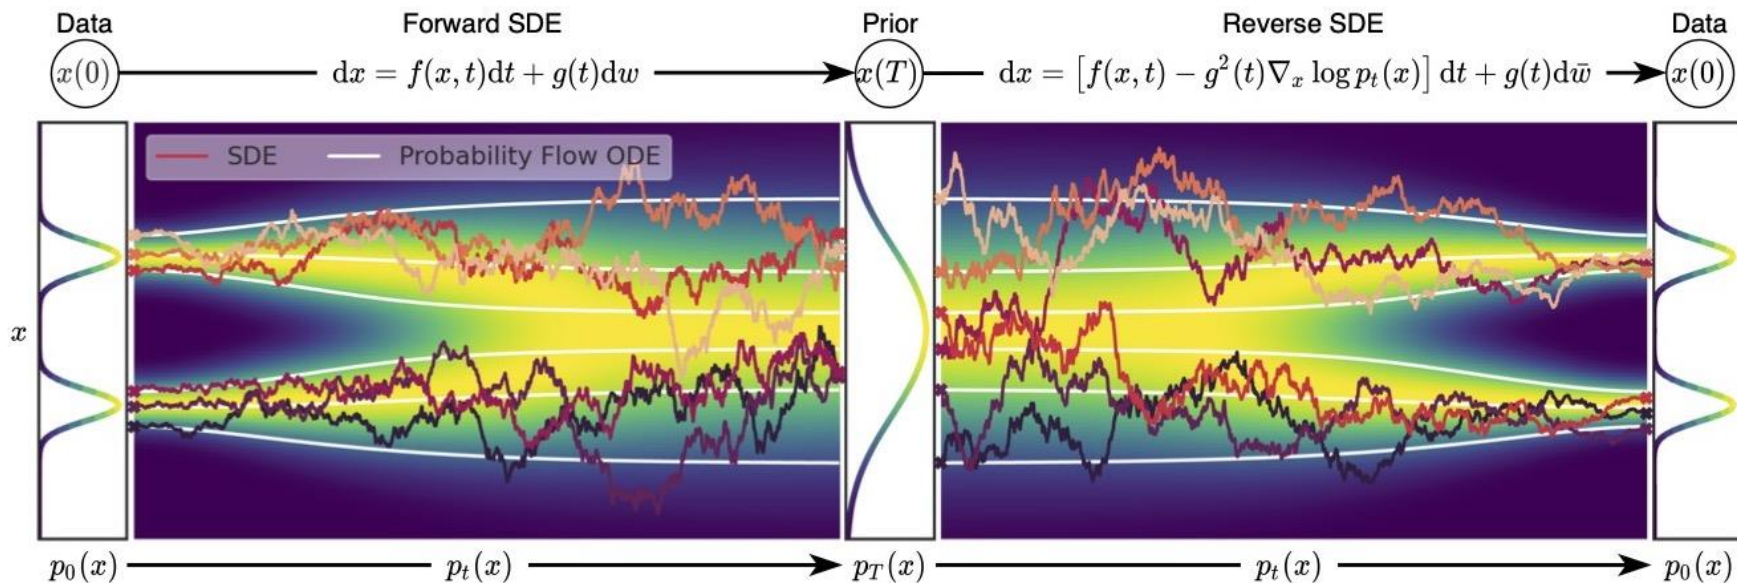 Data Forward SDE Prior Reverse SDE Data
x(0) dx = f(x, t)dt + g(t)dw x(T) dx = [f(x, t) − g²(t)∇ₓ log pₜ(x)] dt + g(t)dw̄ x(0)
SDE Probability Flow ODE
x
p₀(x) pₜ(x) p_T(x) pₜ(x) p₀(x)